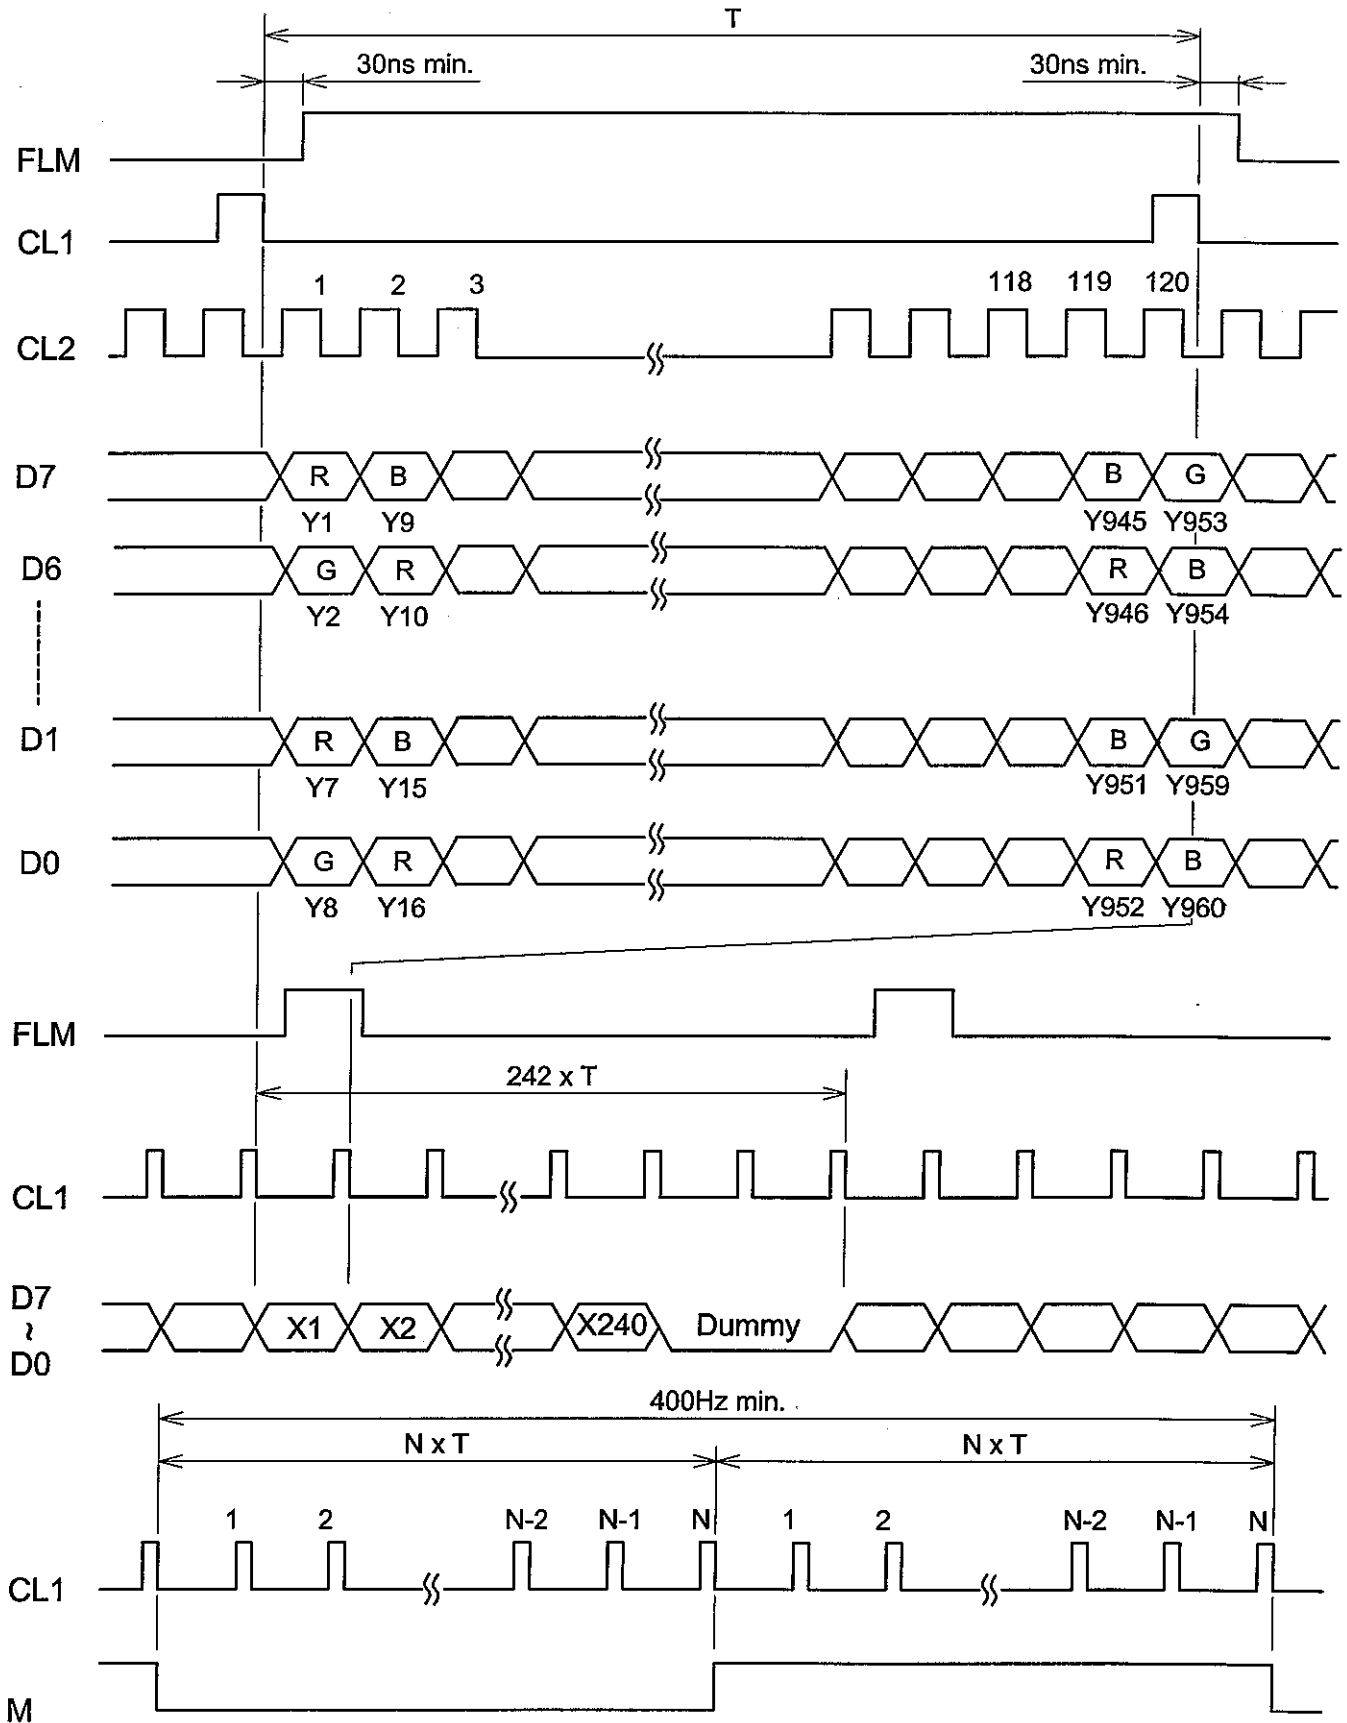 T
30ns min. 30ns min.
FLM
CL1
1 2 3 118 119 120
CL2
D7 R B B G
Y1 Y9 Y945 Y953
D6 G R R B
Y2 Y10 Y946 Y954
D1 R B B G
Y7 Y15 Y951 Y959
D0 G R R B
Y8 Y16 Y952 Y960
FLM
242 x T
CL1
D7
~
D0
X1 X2 X240 Dummy
400Hz min.
N x T N x T
1 2 N-2 N-1 N 1 2 N-2 N-1 N
CL1
M